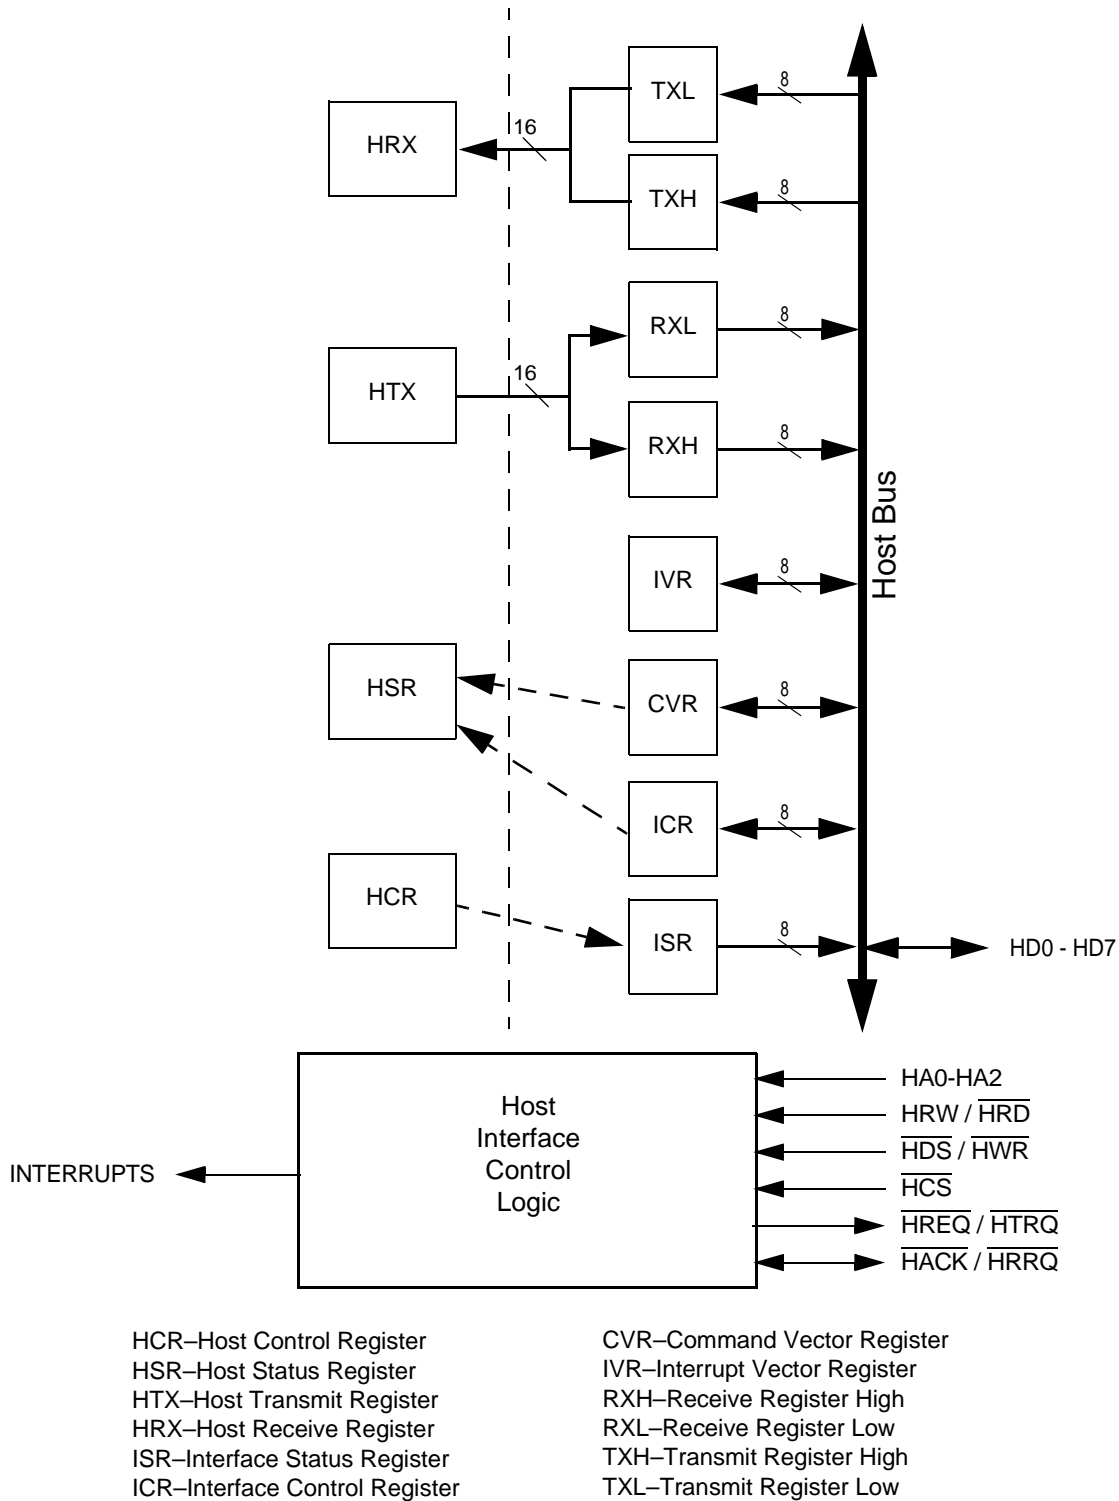 TXL
8
HRX
16
TXH
8
RXL
8
HTX
16
RXH
8
Host Bus
IVR
8
HSR
CVR
8
ICR
8
HCR
ISR
8
HD0 - HD7
Host
Interface
Control
Logic
INTERRUPTS
HA0-HA2
HRW / HRD
HDS / HWR
HCS
HREQ / HTRQ
HACK / HRRQ
HCR–Host Control Register
HSR–Host Status Register
HTX–Host Transmit Register
HRX–Host Receive Register
ISR–Interface Status Register
ICR–Interface Control Register
CVR–Command Vector Register
IVR–Interrupt Vector Register
RXH–Receive Register High
RXL–Receive Register Low
TXH–Transmit Register High
TXL–Transmit Register Low